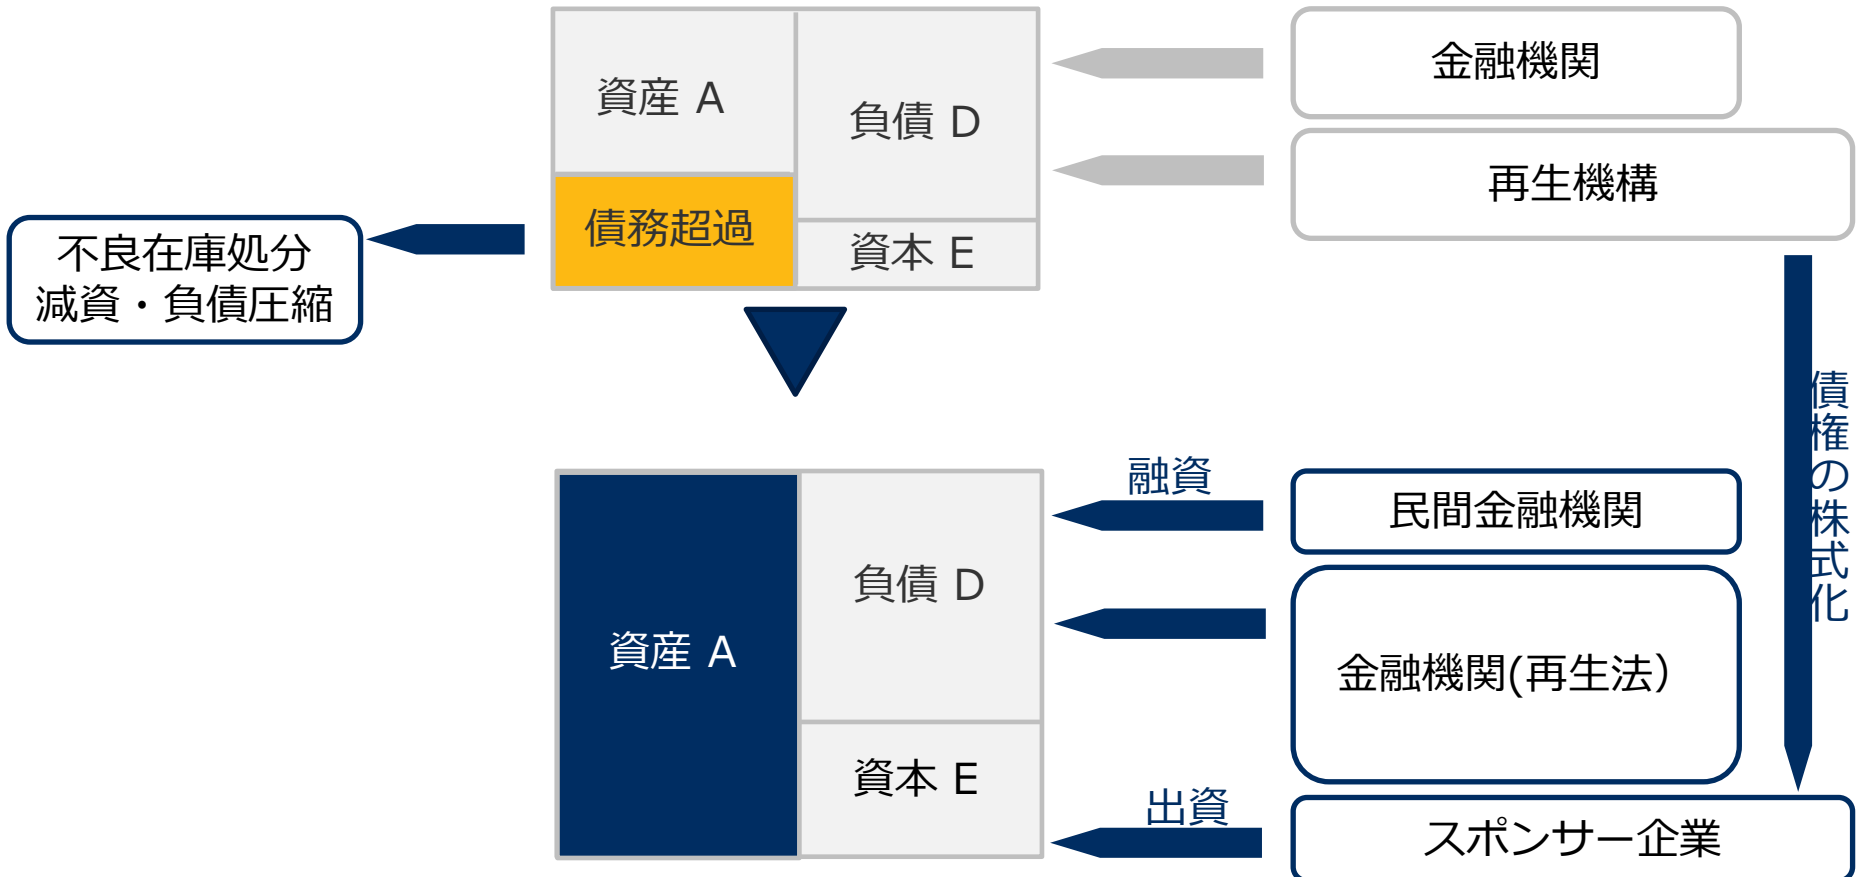 資産 A
負債 D
債務超過
資本 E
金融機関
再生機構
不良在庫処分
減資・負債圧縮
債権の株式化
融資
民間金融機関
負債 D
資産 A
金融機関(再生法）
資本 E
出資
スポンサー企業